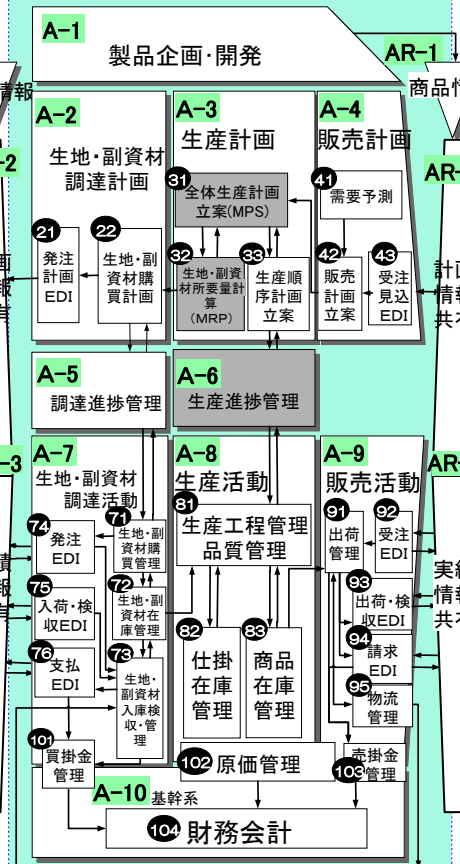 A-1
製品企画・開発
AR-1
商品
情報
A-2
生地・副資材
調達計画
A-3
生産計画
A-4
販売計画
-2
AR-
31
全体生産計画
立案(MPS)
41
需要予測
21
発注
計画
EDI
22
生地・副
資材購
買計画
32
生地・副資
材所要量計
算
(MRP)
33
生産順
序計画
立案
42
販売
計画
立案
43
受注
見込
EDI
計画
情報
共
画
報
有
A-5
調達進捗管理
A-6
生産進捗管理
A-7
生地・副資材
調達活動
A-8
生産活動
A-9
販売活動
-3
AR-
74
発注
EDI
71
生地・副
資材購
買管理
81
生産工程管理
品質管理
91
出荷
管理
92
受注
EDI
75
入荷・検
収EDI
72
生地・副
資材在
庫管理
93
出荷・検
収EDI
実績
情報
共
績
報
有
76
支払
EDI
73
生地・
副資材
入庫検
収・管
理
82
仕掛
在庫
管理
83
商品
在庫
管理
94
請求
EDI
95
物流
管理
101
買掛金
管理
102
原価管理
103
売掛金
管理
A-10
基幹系
104
財務会計